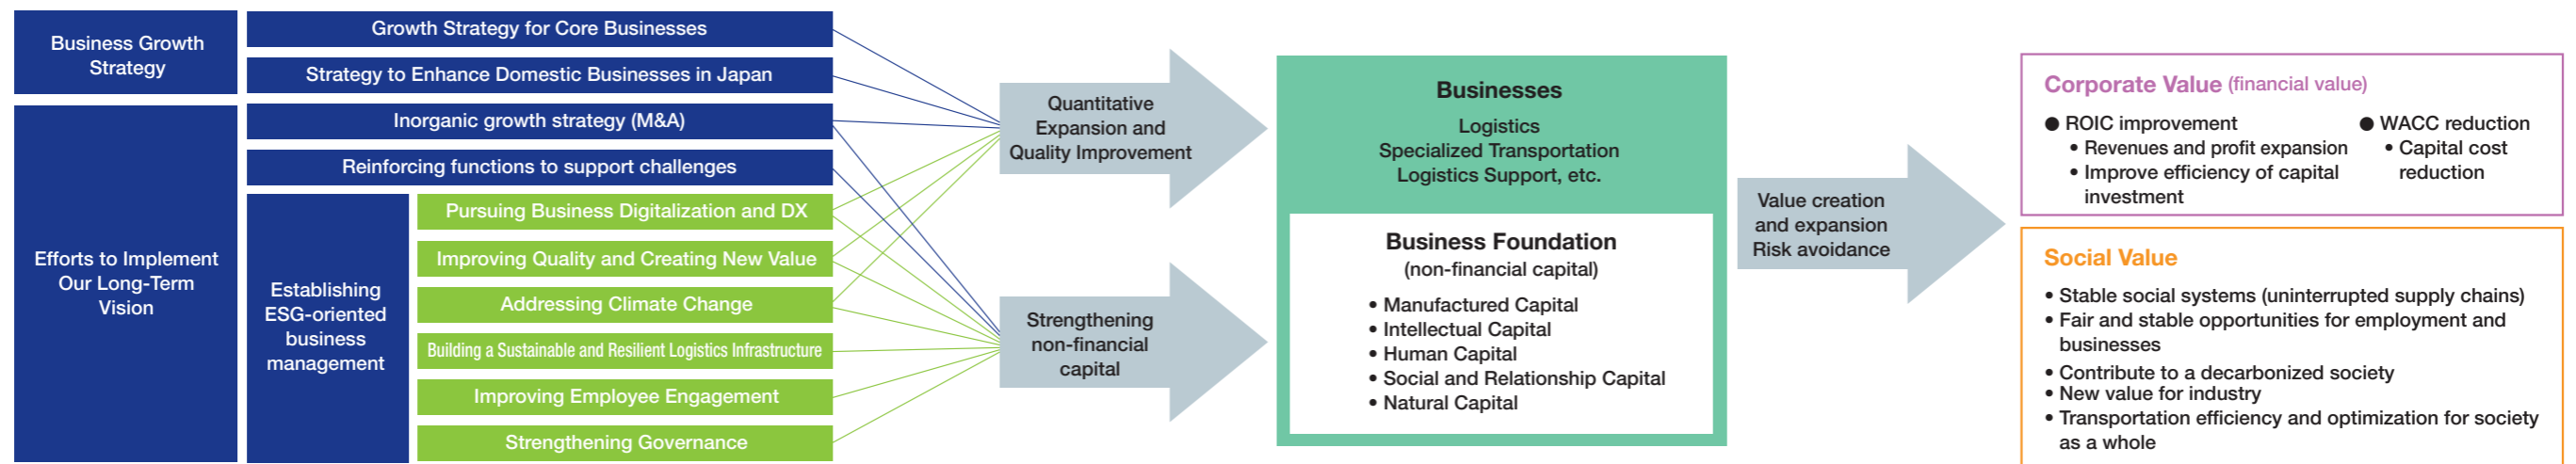 Business Growth
Strategy
Growth Strategy for Core Businesses
Strategy to Enhance Domestic Businesses in Japan
Efforts to Implement
Our Long-Term
Vision
Inorganic growth strategy (M&A)
Reinforcing functions to support challenges
Establishing
ESG-oriented
business
management
Pursuing Business Digitalization and DX
Improving Quality and Creating New Value
Addressing Climate Change
Building a Sustainable and Resilient Logistics Infrastructure
Improving Employee Engagement
Strengthening Governance
Quantitative
Expansion and
Quality Improvement
Strengthening
non-financial
capital
Businesses
Logistics
Specialized Transportation
Logistics Support, etc.
Business Foundation
(non-financial capital)
• Manufactured Capital
• Intellectual Capital
• Human Capital
• Social and Relationship Capital
• Natural Capital
Value creation
and expansion
Risk avoidance
Corporate Value (financial value)
● ROIC improvement
• Revenues and profit expansion
• Improve efficiency of capital
investment
● WACC reduction
• Capital cost
reduction
Social Value
• Stable social systems (uninterrupted supply chains)
• Fair and stable opportunities for employment and
businesses
• Contribute to a decarbonized society
• New value for industry
• Transportation efficiency and optimization for society
as a whole